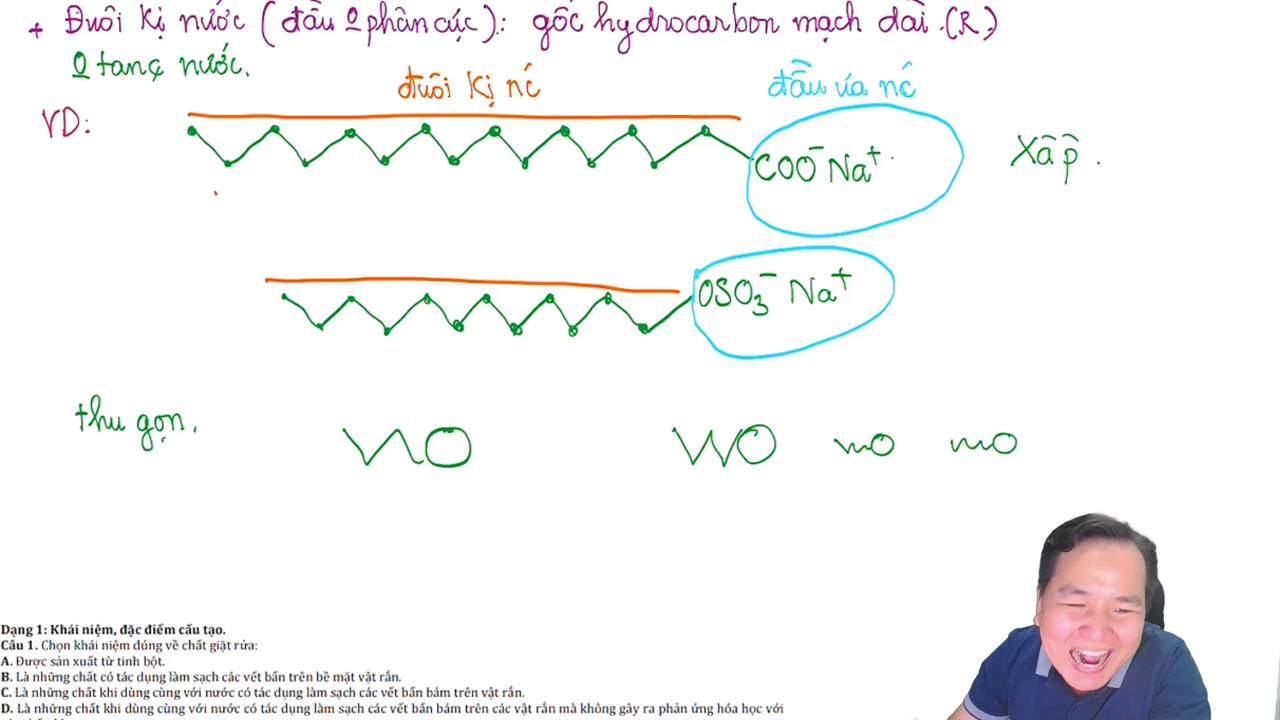 + Đuôi kị nước (đầu 0 phân cực): gốc hydrocarbon mạch dài (R)
0 tan nước.
đuôi kị nc
đầu ưa nc
VD:
COO⁻Na⁺
Xấp.
OSO₃⁻Na⁺
thu gọn.
Dạng 1: Khái niệm, đặc điểm cấu tạo.
Câu 1. Chọn khái niệm đúng về chất giặt rửa:
A. Được sản xuất từ tinh bột.
B. Là những chất có tác dụng làm sạch các vết bẩn trên bề mặt vật rắn.
C. Là những chất khi dùng cùng với nước có tác dụng làm sạch các vết bẩn bám trên vật rắn.
D. Là những chất khi dùng cùng với nước có tác dụng làm sạch các vết bẩn bám trên các vật rắn mà không gây ra phản ứng hóa học với